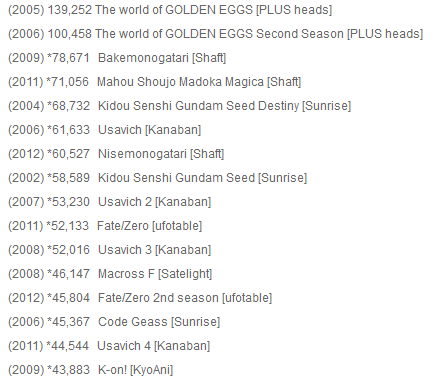 (2005) 139,252 The world of GOLDEN EGGS [PLUS heads]
(2006) 100,458 The world of GOLDEN EGGS Second Season [PLUS heads]
(2009) *78,671 Bakemonogatari [Shaft]
(2011) *71,056 Mahou Shoujo Madoka Magica [Shaft]
(2004) *68,732 Kidou Senshi Gundam Seed Destiny [Sunrise]
(2006) *61,633 Usavich [Kanaban]
(2012) *60,527 Nisemonogatari [Shaft]
(2002) *58,589 Kidou Senshi Gundam Seed [Sunrise]
(2007) *53,230 Usavich 2 [Kanaban]
(2011) *52,133 Fate/Zero [ufotable]
(2008) *52,016 Usavich 3 [Kanaban]
(2008) *46,147 Macross F [Satelight]
(2012) *45,804 Fate/Zero 2nd season [ufotable]
(2006) *45,367 Code Geass [Sunrise]
(2011) *44,544 Usavich 4 [Kanaban]
(2009) *43,883 K-on! [KyoAni]